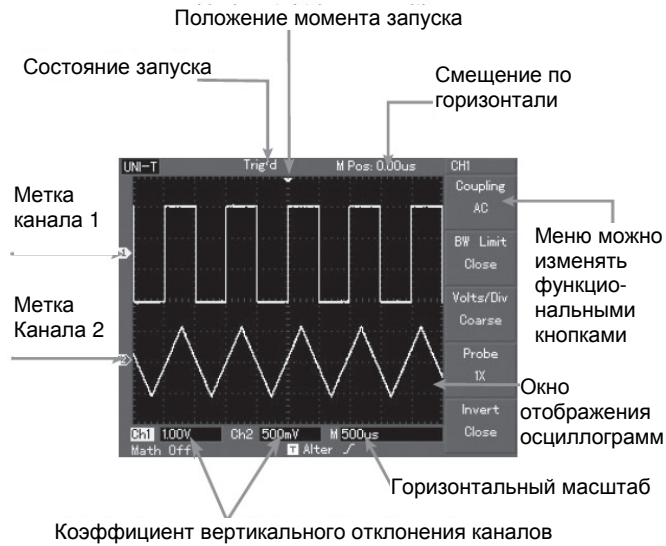 Положение момента запуска
Состояние запуска
Смещение по
горизонтали
UNI-T Trig'd M Pos: 0.00us CH1
Coupling
AC
Метка
канала 1
1
BW Limit
Close
Меню можно
изменять
функцио-
нальными
кнопками
Volts/Div
Coarse
Метка
Канала 2
2
Probe
1X
Окно
отображения
осциллограмм
Invert
Close
Ch1 1.00V Ch2 500mV M 500us
Math Off T Alter
Горизонтальный масштаб
Коэффициент вертикального отклонения каналов